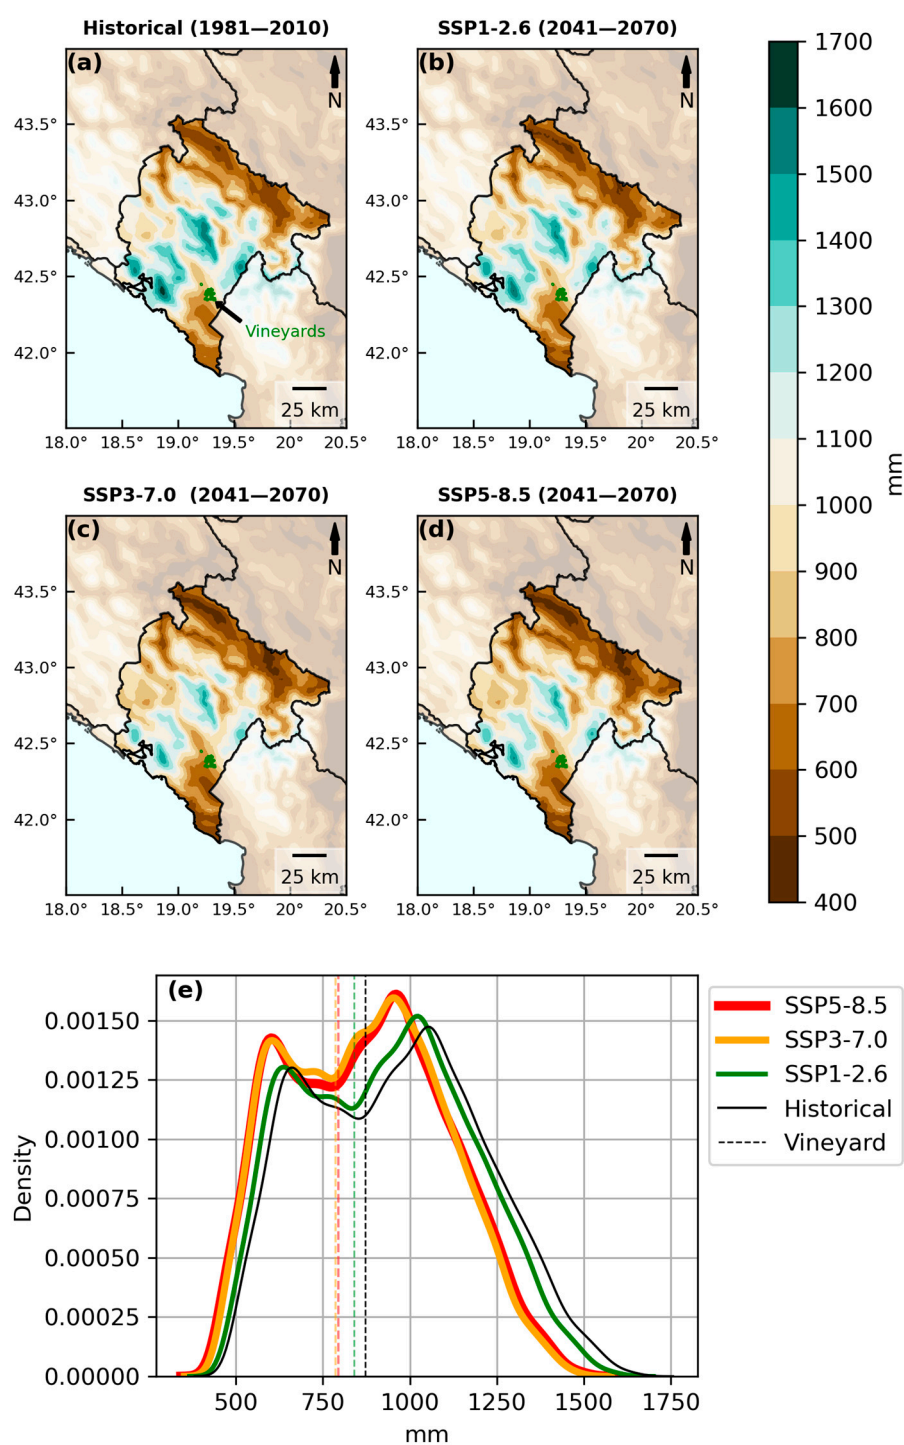 Historical (1981—2010)
SSP1-2.6 (2041—2070)
(a)
N
43.5°
43.0°
42.5°
42.0°
Vineyards
25 km
18.0°
18.5°
19.0°
19.5°
20°
20.5°
(b)
N
43.5°
43.0°
42.5°
42.0°
25 km
18.0°
18.5°
19.0°
19.5°
20°
20.5°
1700
1600
1500
1400
1300
1200
1100
1000
900
800
700
600
500
400
mm
SSP3-7.0 (2041—2070)
SSP5-8.5 (2041—2070)
(c)
N
43.5°
43.0°
42.5°
42.0°
25 km
18.0°
18.5°
19.0°
19.5°
20°
20.5°
(d)
N
43.5°
43.0°
42.5°
42.0°
25 km
18.0°
18.5°
19.0°
19.5°
20°
20.5°
(e)
Density
0.00150
0.00125
0.00100
0.00075
0.00050
0.00025
0.00000
500
750
1000
1250
1500
1750
mm
SSP5-8.5
SSP3-7.0
SSP1-2.6
Historical
Vineyard